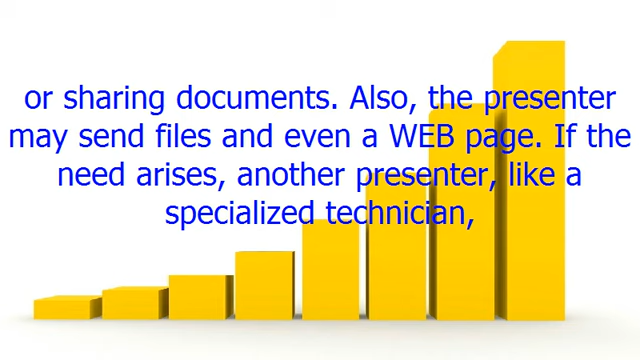 or sharing documents. Also, the presenter
may send files and even a WEB page. If the
need arises, another presenter, like a
specialized technician,